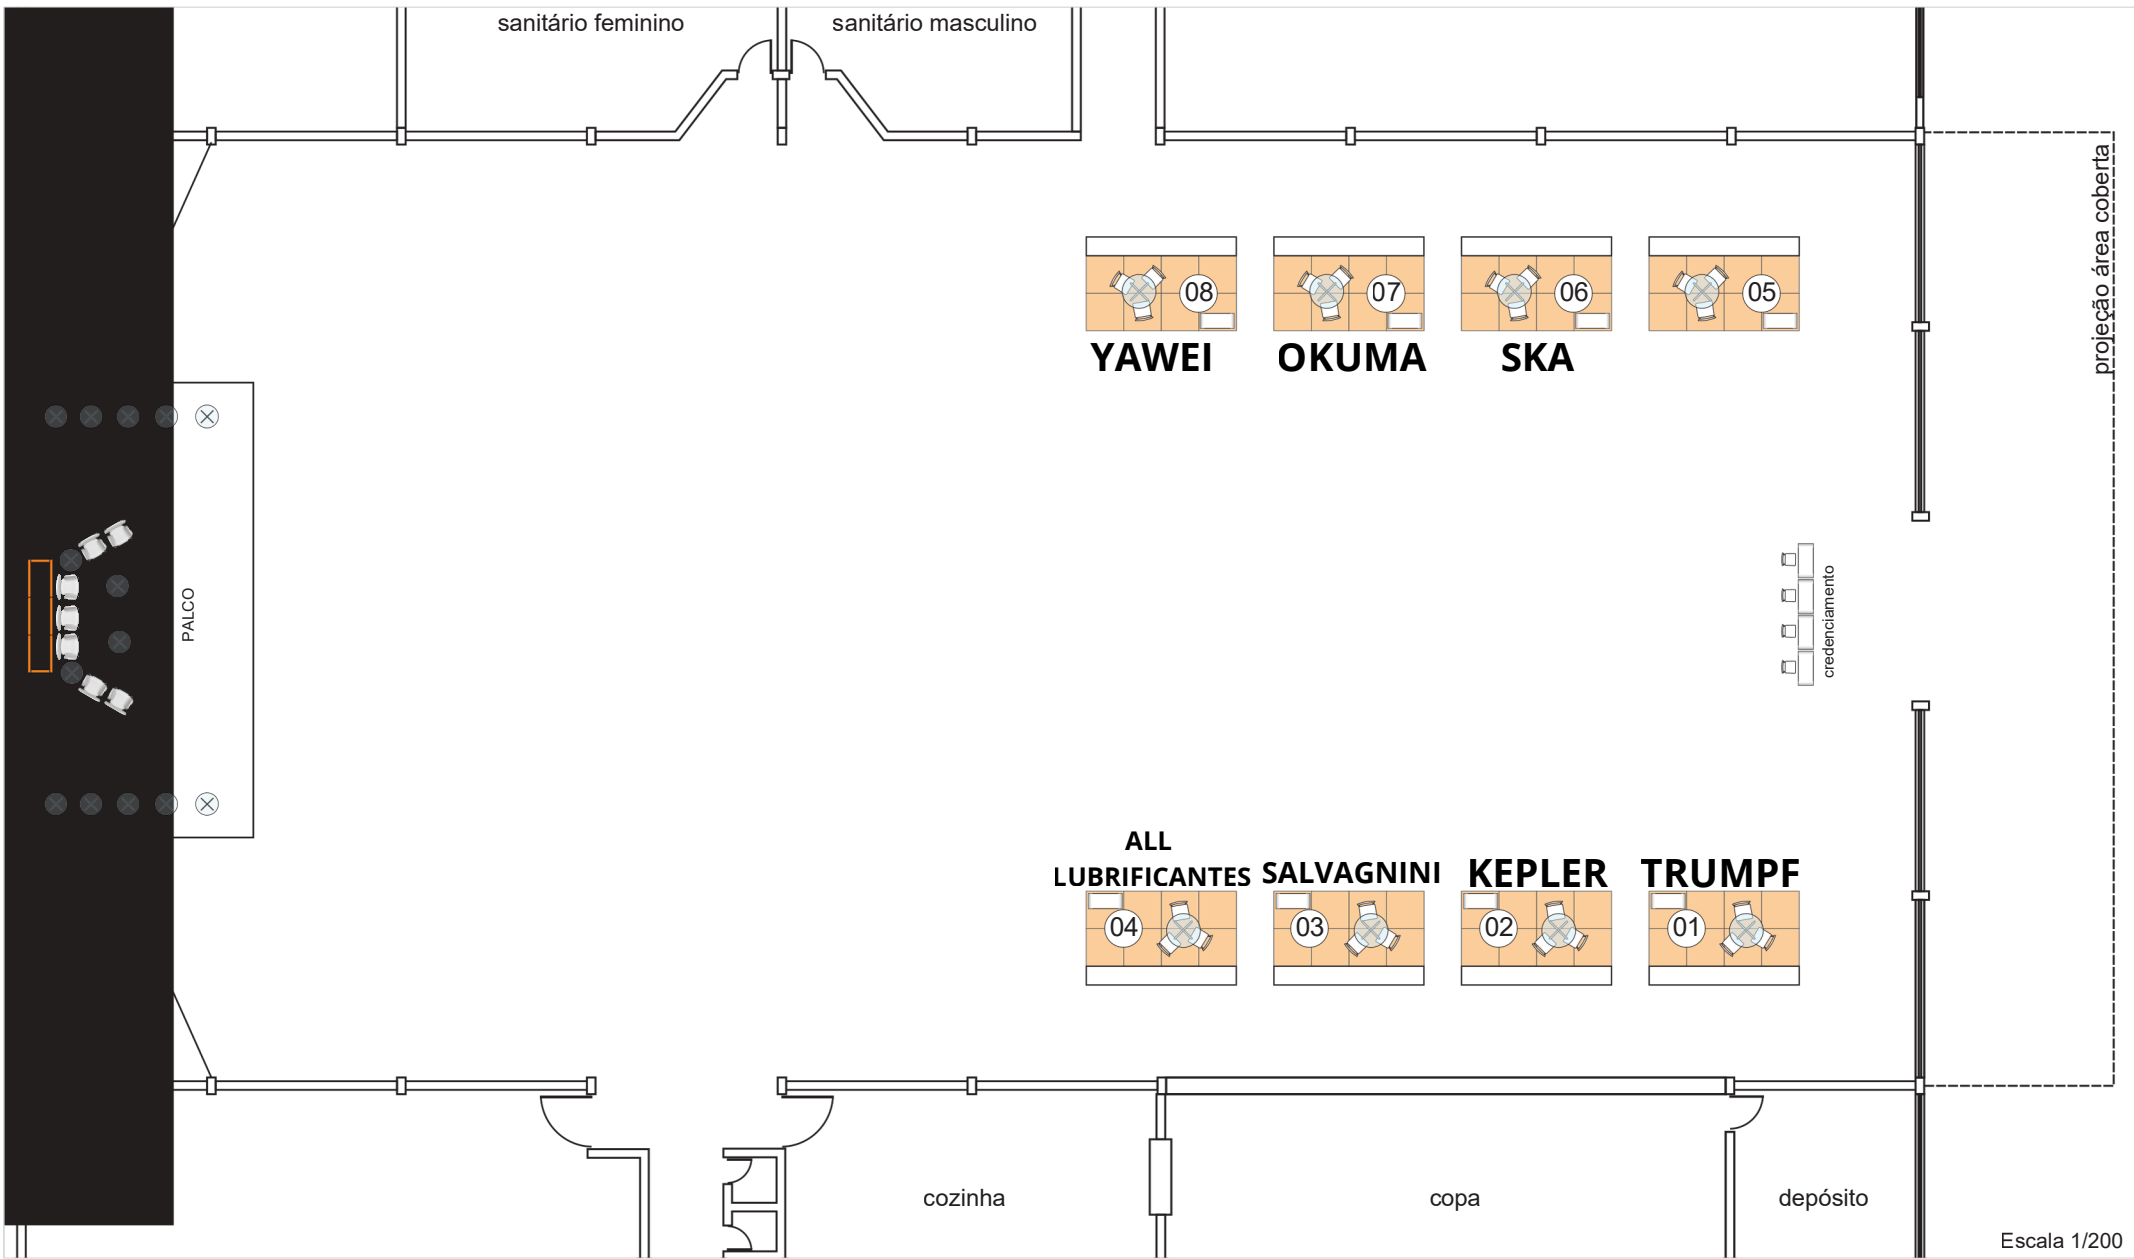 sanitário feminino
sanitário masculino
projeção área coberta
08
07
06
05
YAWEI
OKUMA
SKA
PALCO
credenciamento
ALL
LUBRIFICANTES
SALVAGNINI
KEPLER
TRUMPF
04
03
02
01
cozinha
copa
depósito
Escala 1/200